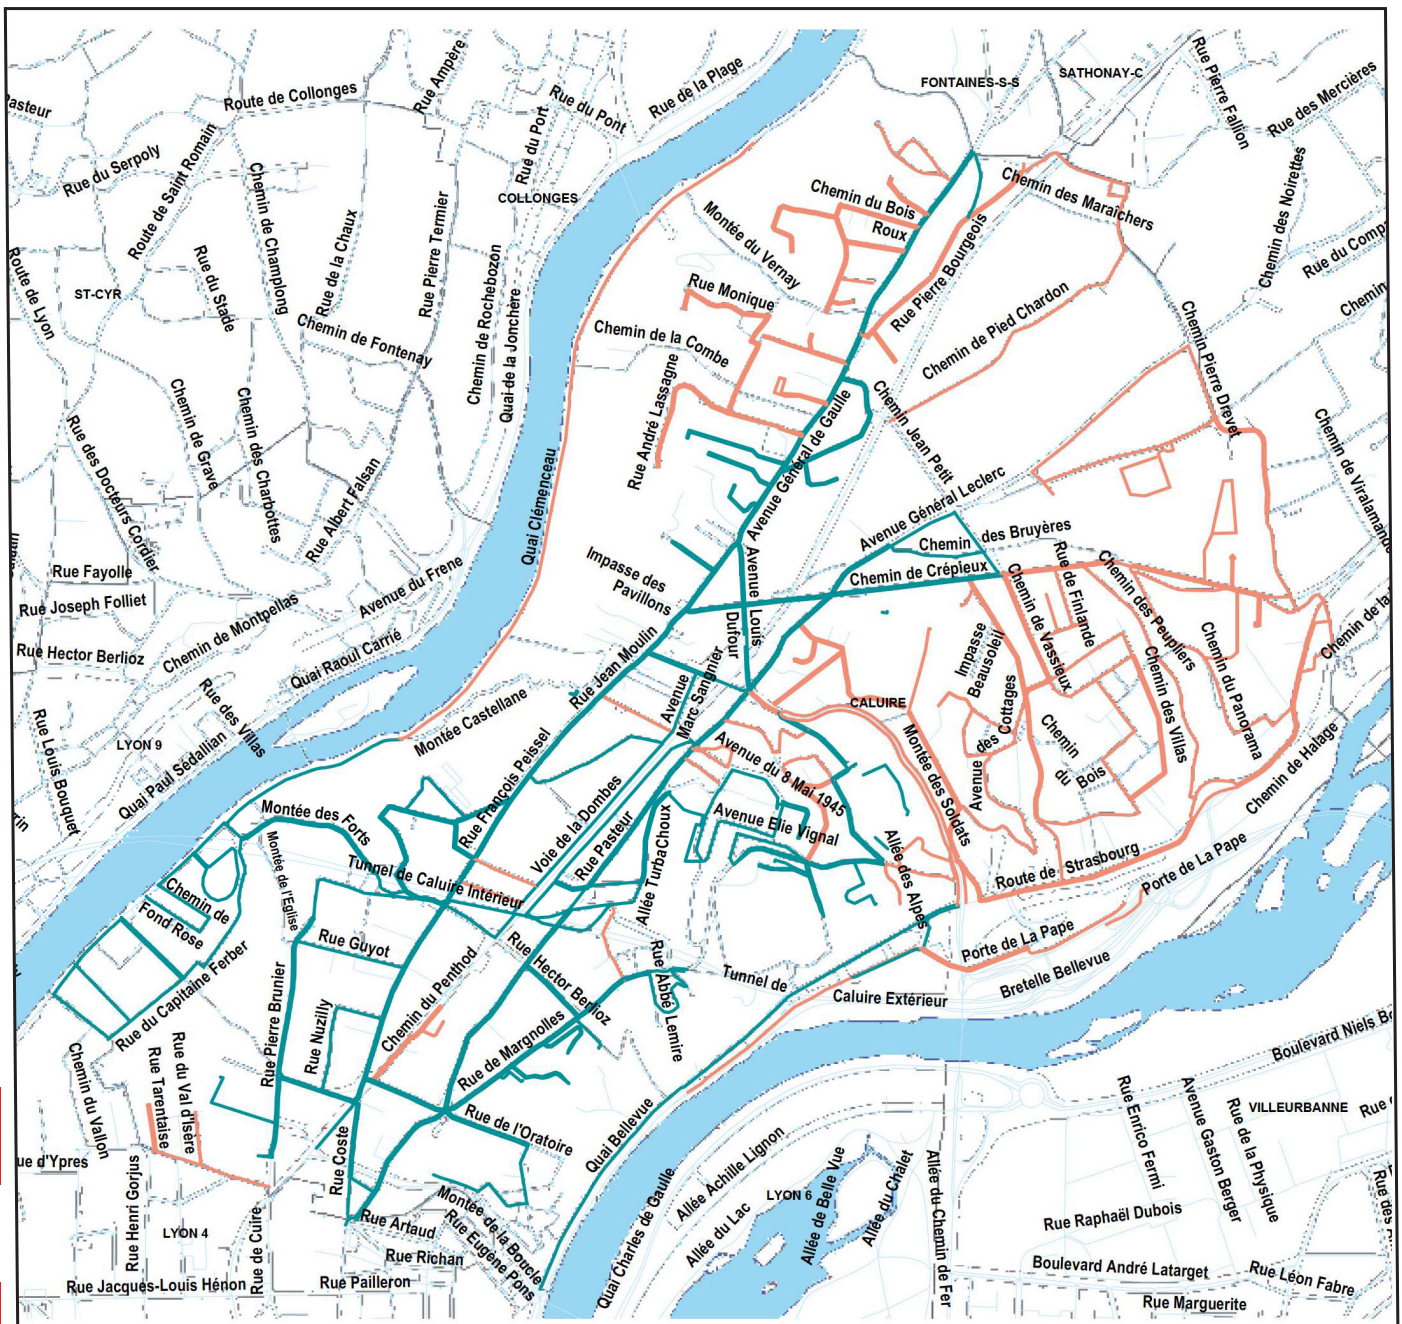 FONTAINES-S-S
SATHONAY-C
Rue Pierre Fallion
Rue des Mercières
Rue Ampère
Route de Collonges
Rue du Pont
Rue de la Plage
Rue du Port
Rue du Serpoly
Route de Saint Romain
Chemin de Champlong
Rue de la Chaux
Rue Pierre Termier
COLLONGES
Chemin du Bois
Roux
Chemin des Maraîchers
Chemin des Noirettes
Montée du Vernay
Rue Pierre Bourgeois
Route de Lyon
ST-CYR
Rue du Stade
Chemin de Rochebozon
Quai de la Jonchère
Rue Monique
Chemin de Pied Chardon
Chemin
Chemin de Fontenay
Chemin de la Combe
Chemin Pierre Drevet
Rue André Lassagne
Chemin de Grave
Chemin des Charbottes
Rue des Docteurs Cordier
Rue Albert Falsan
Quai Clémenceau
Avenue Général de Gaulle
Chemin Jean Petit
Chemin de Viralamande
Avenue Général Leclerc
Chemin des Bruyères
Chemin de Crépieux
Rue Fayolle
Rue Joseph Folliet
Rue Hector Berlioz
Chemin de Montpellas
Avenue du Frene
Quai Raoul Carrié
Impasse des
Pavillons
Avenue Louis
Dufour
Rue Jean Moulin
Avenue
Marc Sangnier
Rue de Finlande
Chemin de Vassieux
Chemin des Peupliers
Chemin des Villas
Chemin du Panorama
Impasse
Beausoleil
Avenue des Cottages
Chemin
du
Bois
CALUIRE
Montée des Soldats
Chemin de Halage
Rue Louis Bouquet
LYON 9
Rue des Villas
Quai Paul Sédallian
Montée Castellane
Rue François Peissel
Avenue du 8 Mai 1945
Avenue Elie Vignal
Voie de la Dombes
Rue Pasteur
Allée TurbaChoux
Allée des Alpes
Route de Strasbourg
Porte de La Pape
Montée des Forts
Tunnel de Caluire Intérieur
Montée de l'Eglise
Chemin de
Fond Rose
Rue du Capitaine Ferber
Rue Guyot
Rue Hector Berlioz
Chemin du Penthod
Rue Abbé Lemire
Tunnel de
Caluire Extérieur
Porte de La Pape
Bretelle Bellevue
Rue Pierre Brunier
Rue Nuzilly
Rue de Margnolles
Rue de l'Oratoire
Quai Bellevue
Chemin du Vallon
Rue Tarentaise
Rue du Val d'Isère
Rue Coste
Rue Henri Gorjus
LYON 4
Rue de Cuire
Rue Jacques-Louis Hénon
Rue Artaud
Rue Richan
Rue Pailleron
Montée de la Boucle
Rue Eugène Pons
Quai Charles de Gaulle
Allée Achille Lignon
Allée du Lac
LYON 6
Allée de Belle Vue
Allée du Chalet
Allée du Chemin de Fer
Rue Enrico Fermi
Avenue Gaston Berger
Rue de la Physique
VILLEURBANNE
Rue Raphaël Dubois
Boulevard André Latarget
Rue Léon Fabre
Rue Marguerite